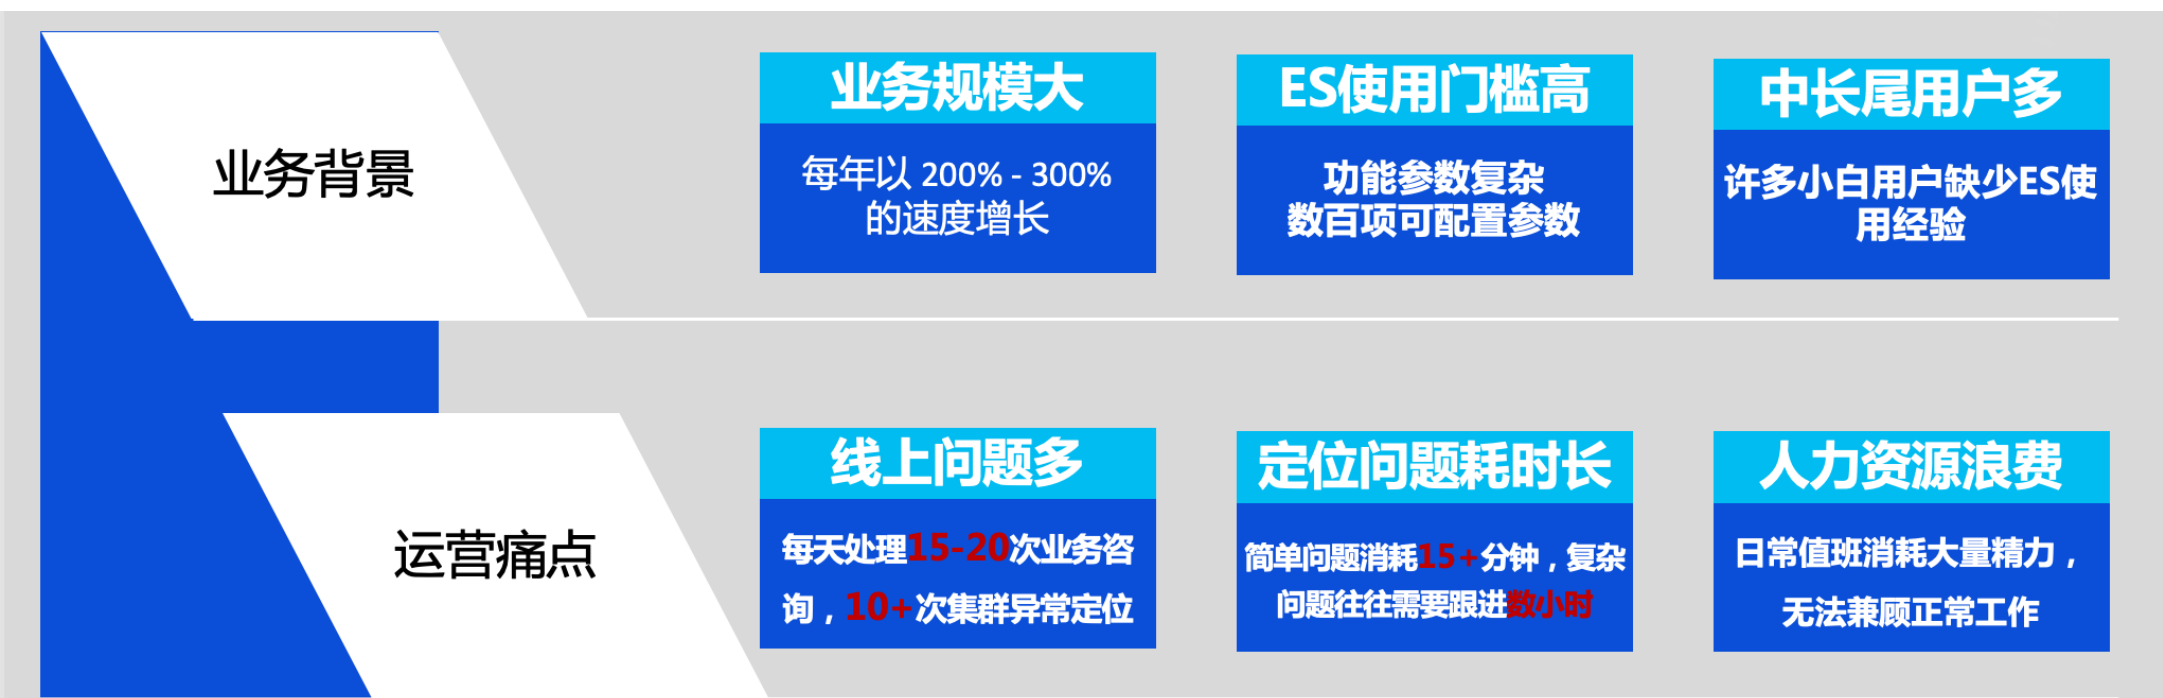 业务背景
业务规模大
每年以 200% - 300%
的速度增长
ES使用门槛高
功能参数复杂
数百项可配置参数
中长尾用户多
许多小白用户缺少ES使
用经验
运营痛点
线上问题多
每天处理15-20次业务咨
询，10+次集群异常定位
定位问题耗时长
简单问题消耗15+分钟，复杂
问题往往需要跟进数小时
人力资源浪费
日常值班消耗大量精力，
无法兼顾正常工作